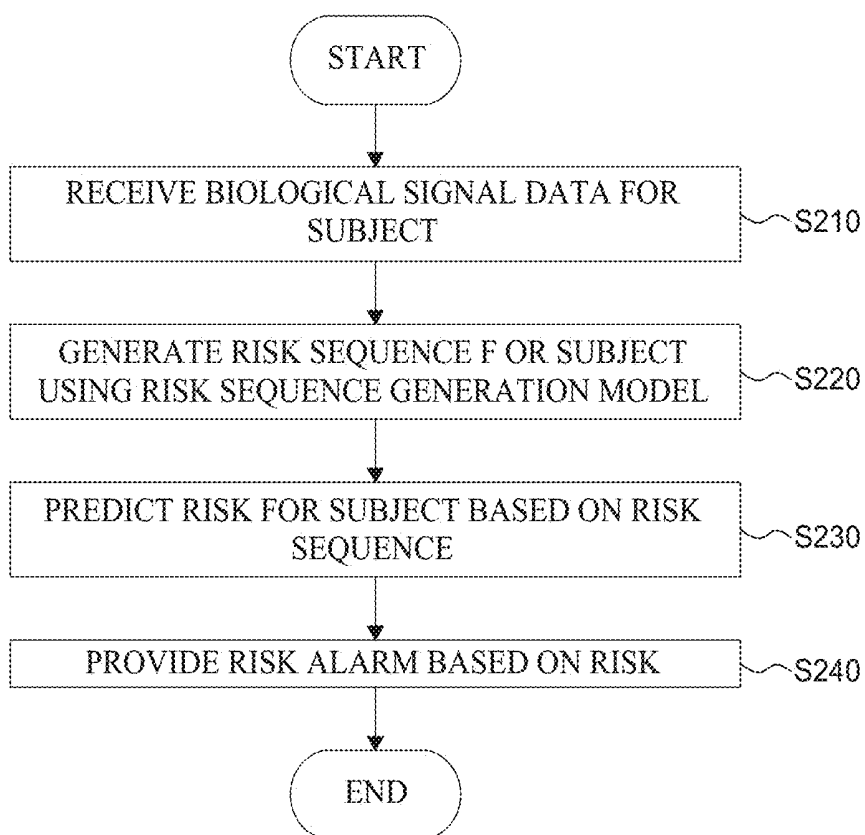 START
RECEIVE BIOLOGICAL SIGNAL DATA FOR
SUBJECT
S210
GENERATE RISK SEQUENCE F OR SUBJECT
USING RISK SEQUENCE GENERATION MODEL
S220
PREDICT RISK FOR SUBJECT BASED ON RISK
SEQUENCE
S230
PROVIDE RISK ALARM BASED ON RISK
S240
END